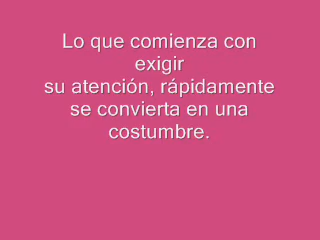 Lo que comienza con
exigir
su atención, rápidamente
se convierta en una
costumbre.